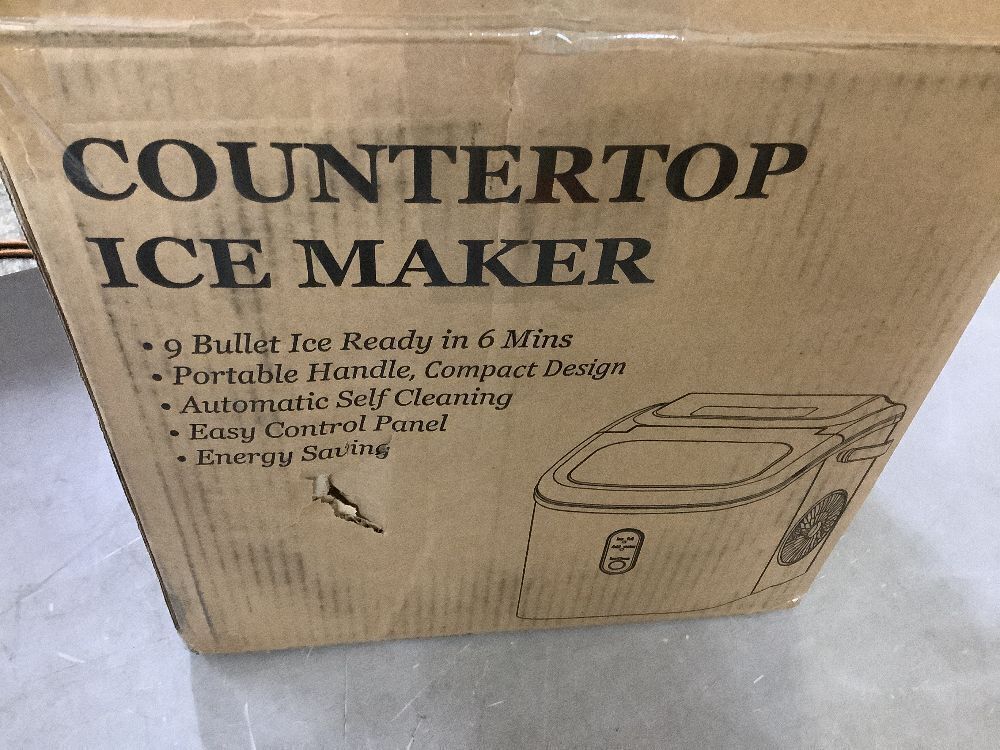 COUNTERTOP
ICE MAKER
• 9 Bullet Ice Ready in 6 Mins
• Portable Handle, Compact Design
• Automatic Self Cleaning
• Easy Control Panel
• Energy Saving